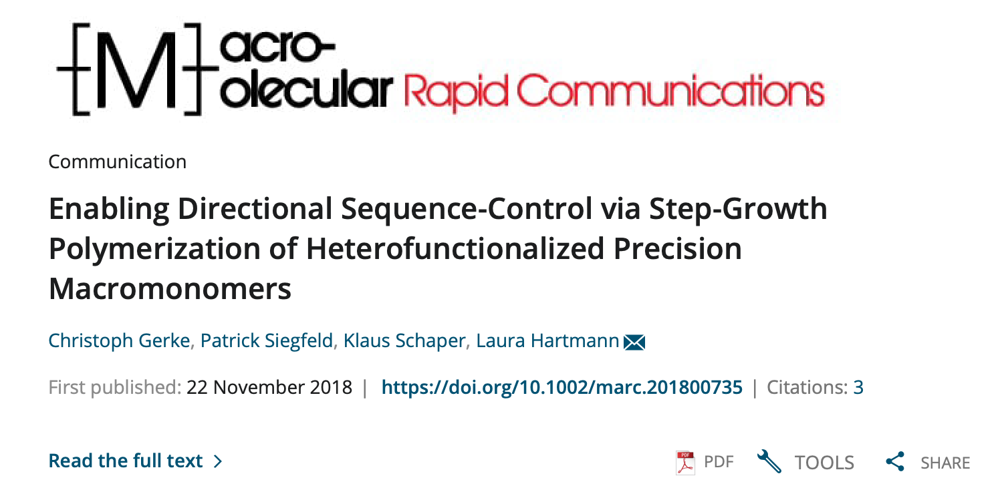 [M]acro-
olecular Rapid Communications
Communication
Enabling Directional Sequence-Control via Step-Growth
Polymerization of Heterofunctionalized Precision
Macromonomers
Christoph Gerke, Patrick Siegfeld, Klaus Schaper, Laura Hartmann
First published: 22 November 2018 | https://doi.org/10.1002/marc.201800735 | Citations: 3
Read the full text > PDF PDF TOOLS SHARE